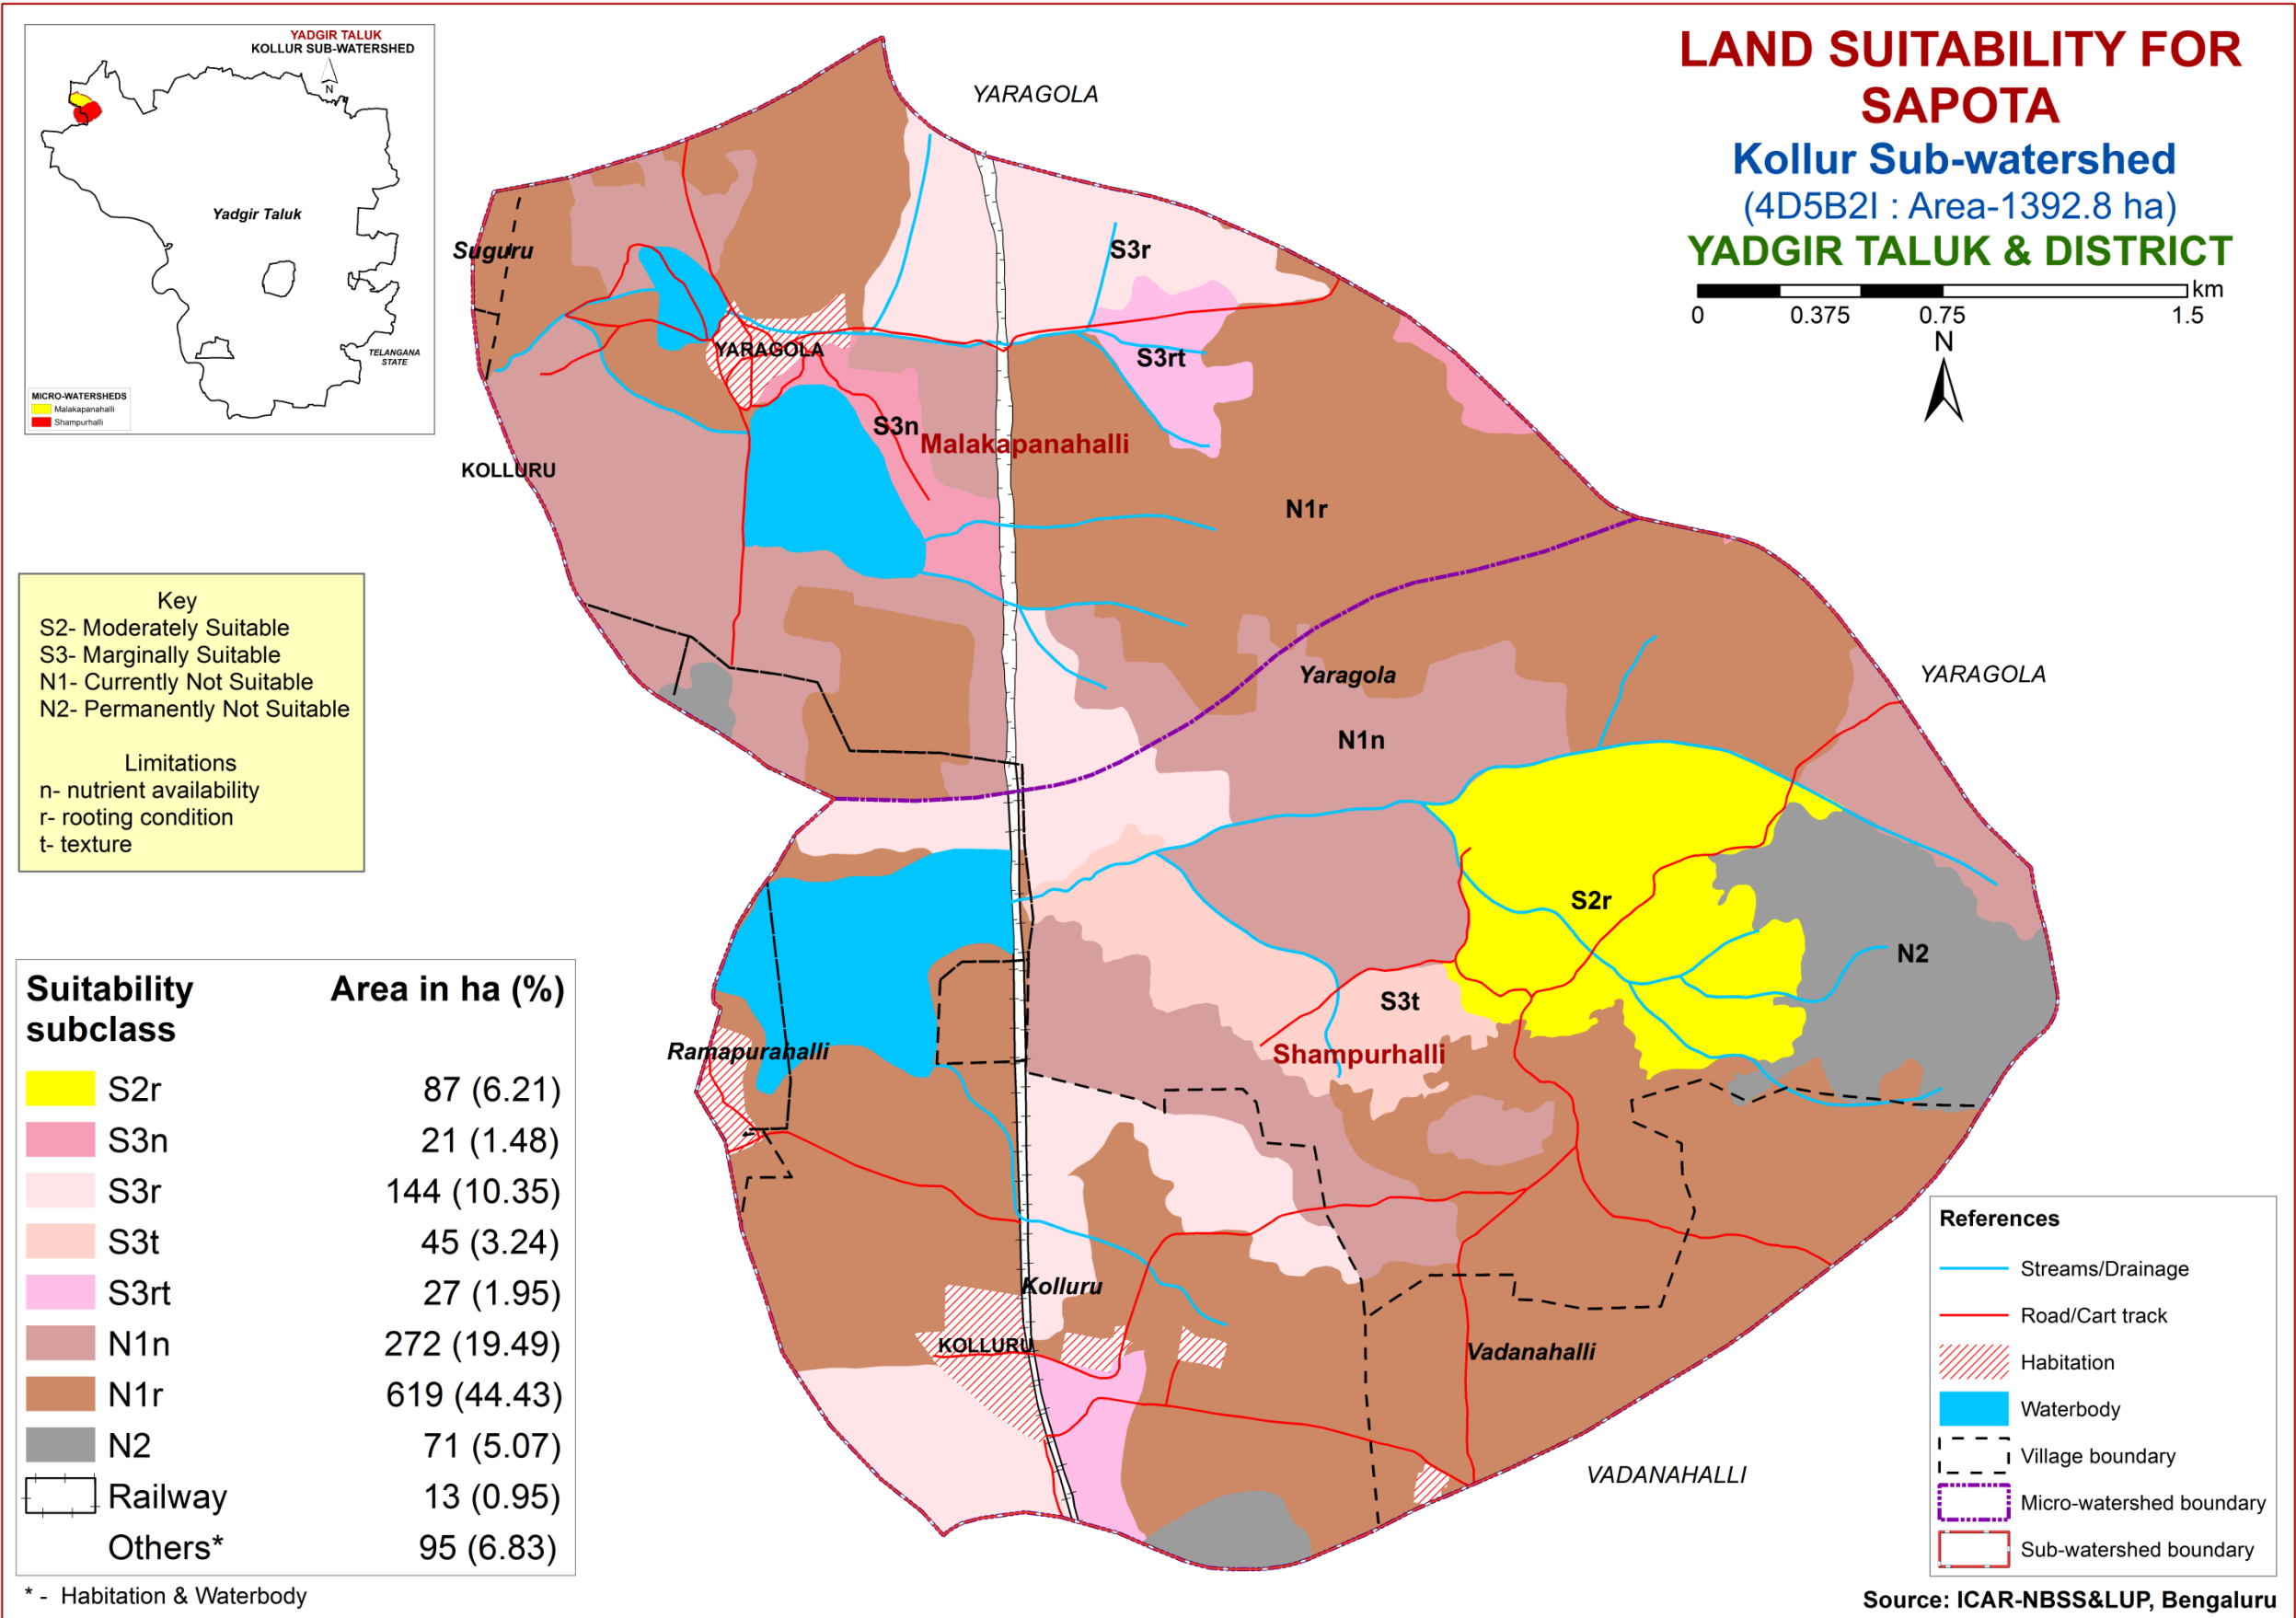 YADGIR TALUK
KOLLUR SUB-WATERSHED
N
Yadgir Taluk
TELANGANA
STATE
MICRO-WATERSHEDS
Malakapanahalli
Shampurhalli
LAND SUITABILITY FOR
SAPOTA
Kollur Sub-watershed
(4D5B2I : Area-1392.8 ha)
YADGIR TALUK & DISTRICT
km
0 0.375 0.75 1.5
N
YARAGOLA
Suguru
S3r
YARAGOLA
S3rt
S3n
Malakapanahalli
KOLLURU
N1r
Yaragola
YARAGOLA
N1n
S2r
N2
S3t
Ramapurahalli
Shampurhalli
Kolluru
KOLLURU
Vadanahalli
VADANAHALLI
Key
S2- Moderately Suitable
S3- Marginally Suitable
N1- Currently Not Suitable
N2- Permanently Not Suitable
Limitations
n- nutrient availability
r- rooting condition
t- texture
Suitability Area in ha (%)
subclass
S2r 87 (6.21)
S3n 21 (1.48)
S3r 144 (10.35)
S3t 45 (3.24)
S3rt 27 (1.95)
N1n 272 (19.49)
N1r 619 (44.43)
N2 71 (5.07)
Railway 13 (0.95)
Others* 95 (6.83)
* - Habitation & Waterbody
References
Streams/Drainage
Road/Cart track
Habitation
Waterbody
Village boundary
Micro-watershed boundary
Sub-watershed boundary
Source: ICAR-NBSS&LUP, Bengaluru